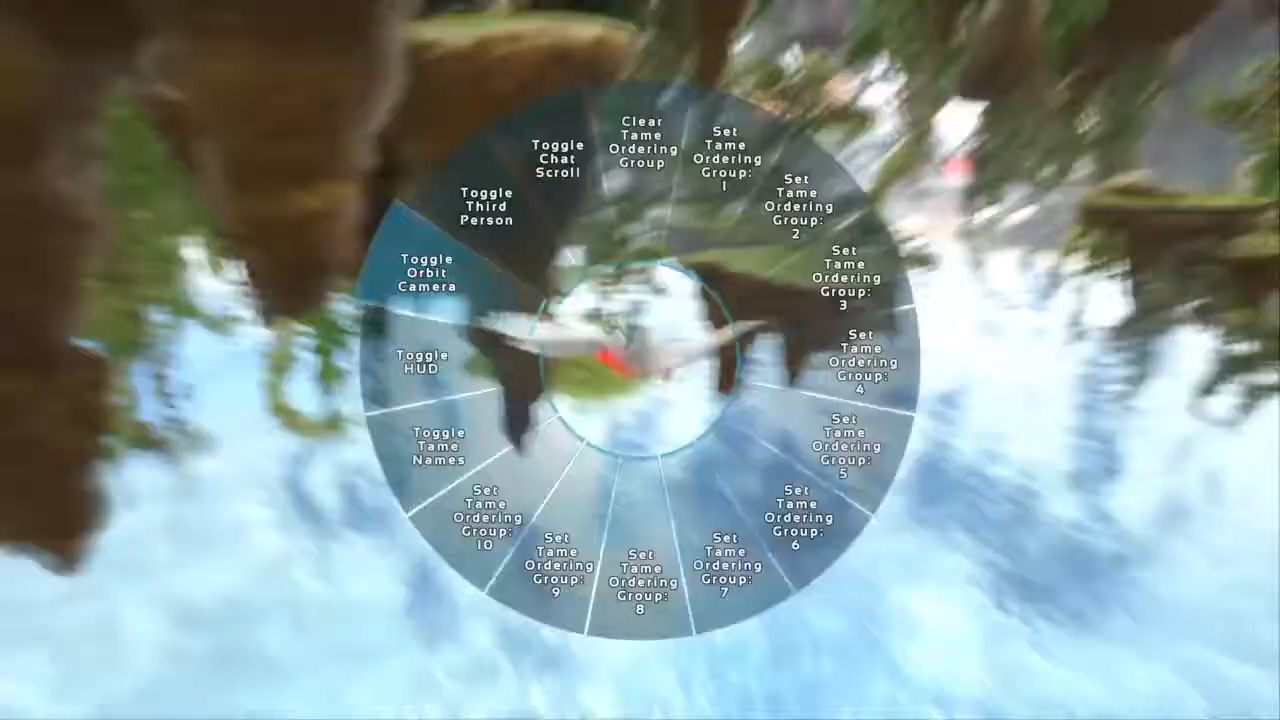 Clear
Tame
Ordering
Group
Set
Tame
Ordering
Group:
1
Set
Tame
Ordering
Group:
2
Set
Tame
Ordering
Group:
3
Set
Tame
Ordering
Group:
4
Set
Tame
Ordering
Group:
5
Set
Tame
Ordering
Group:
6
Set
Tame
Ordering
Group:
7
Set
Tame
Ordering
Group:
8
Set
Tame
Ordering
Group:
9
Set
Tame
Ordering
Group:
10
Toggle
Tame
Names
Toggle
HUD
Toggle
Orbit
Camera
Toggle
Third
Person
Toggle
Chat
Scroll